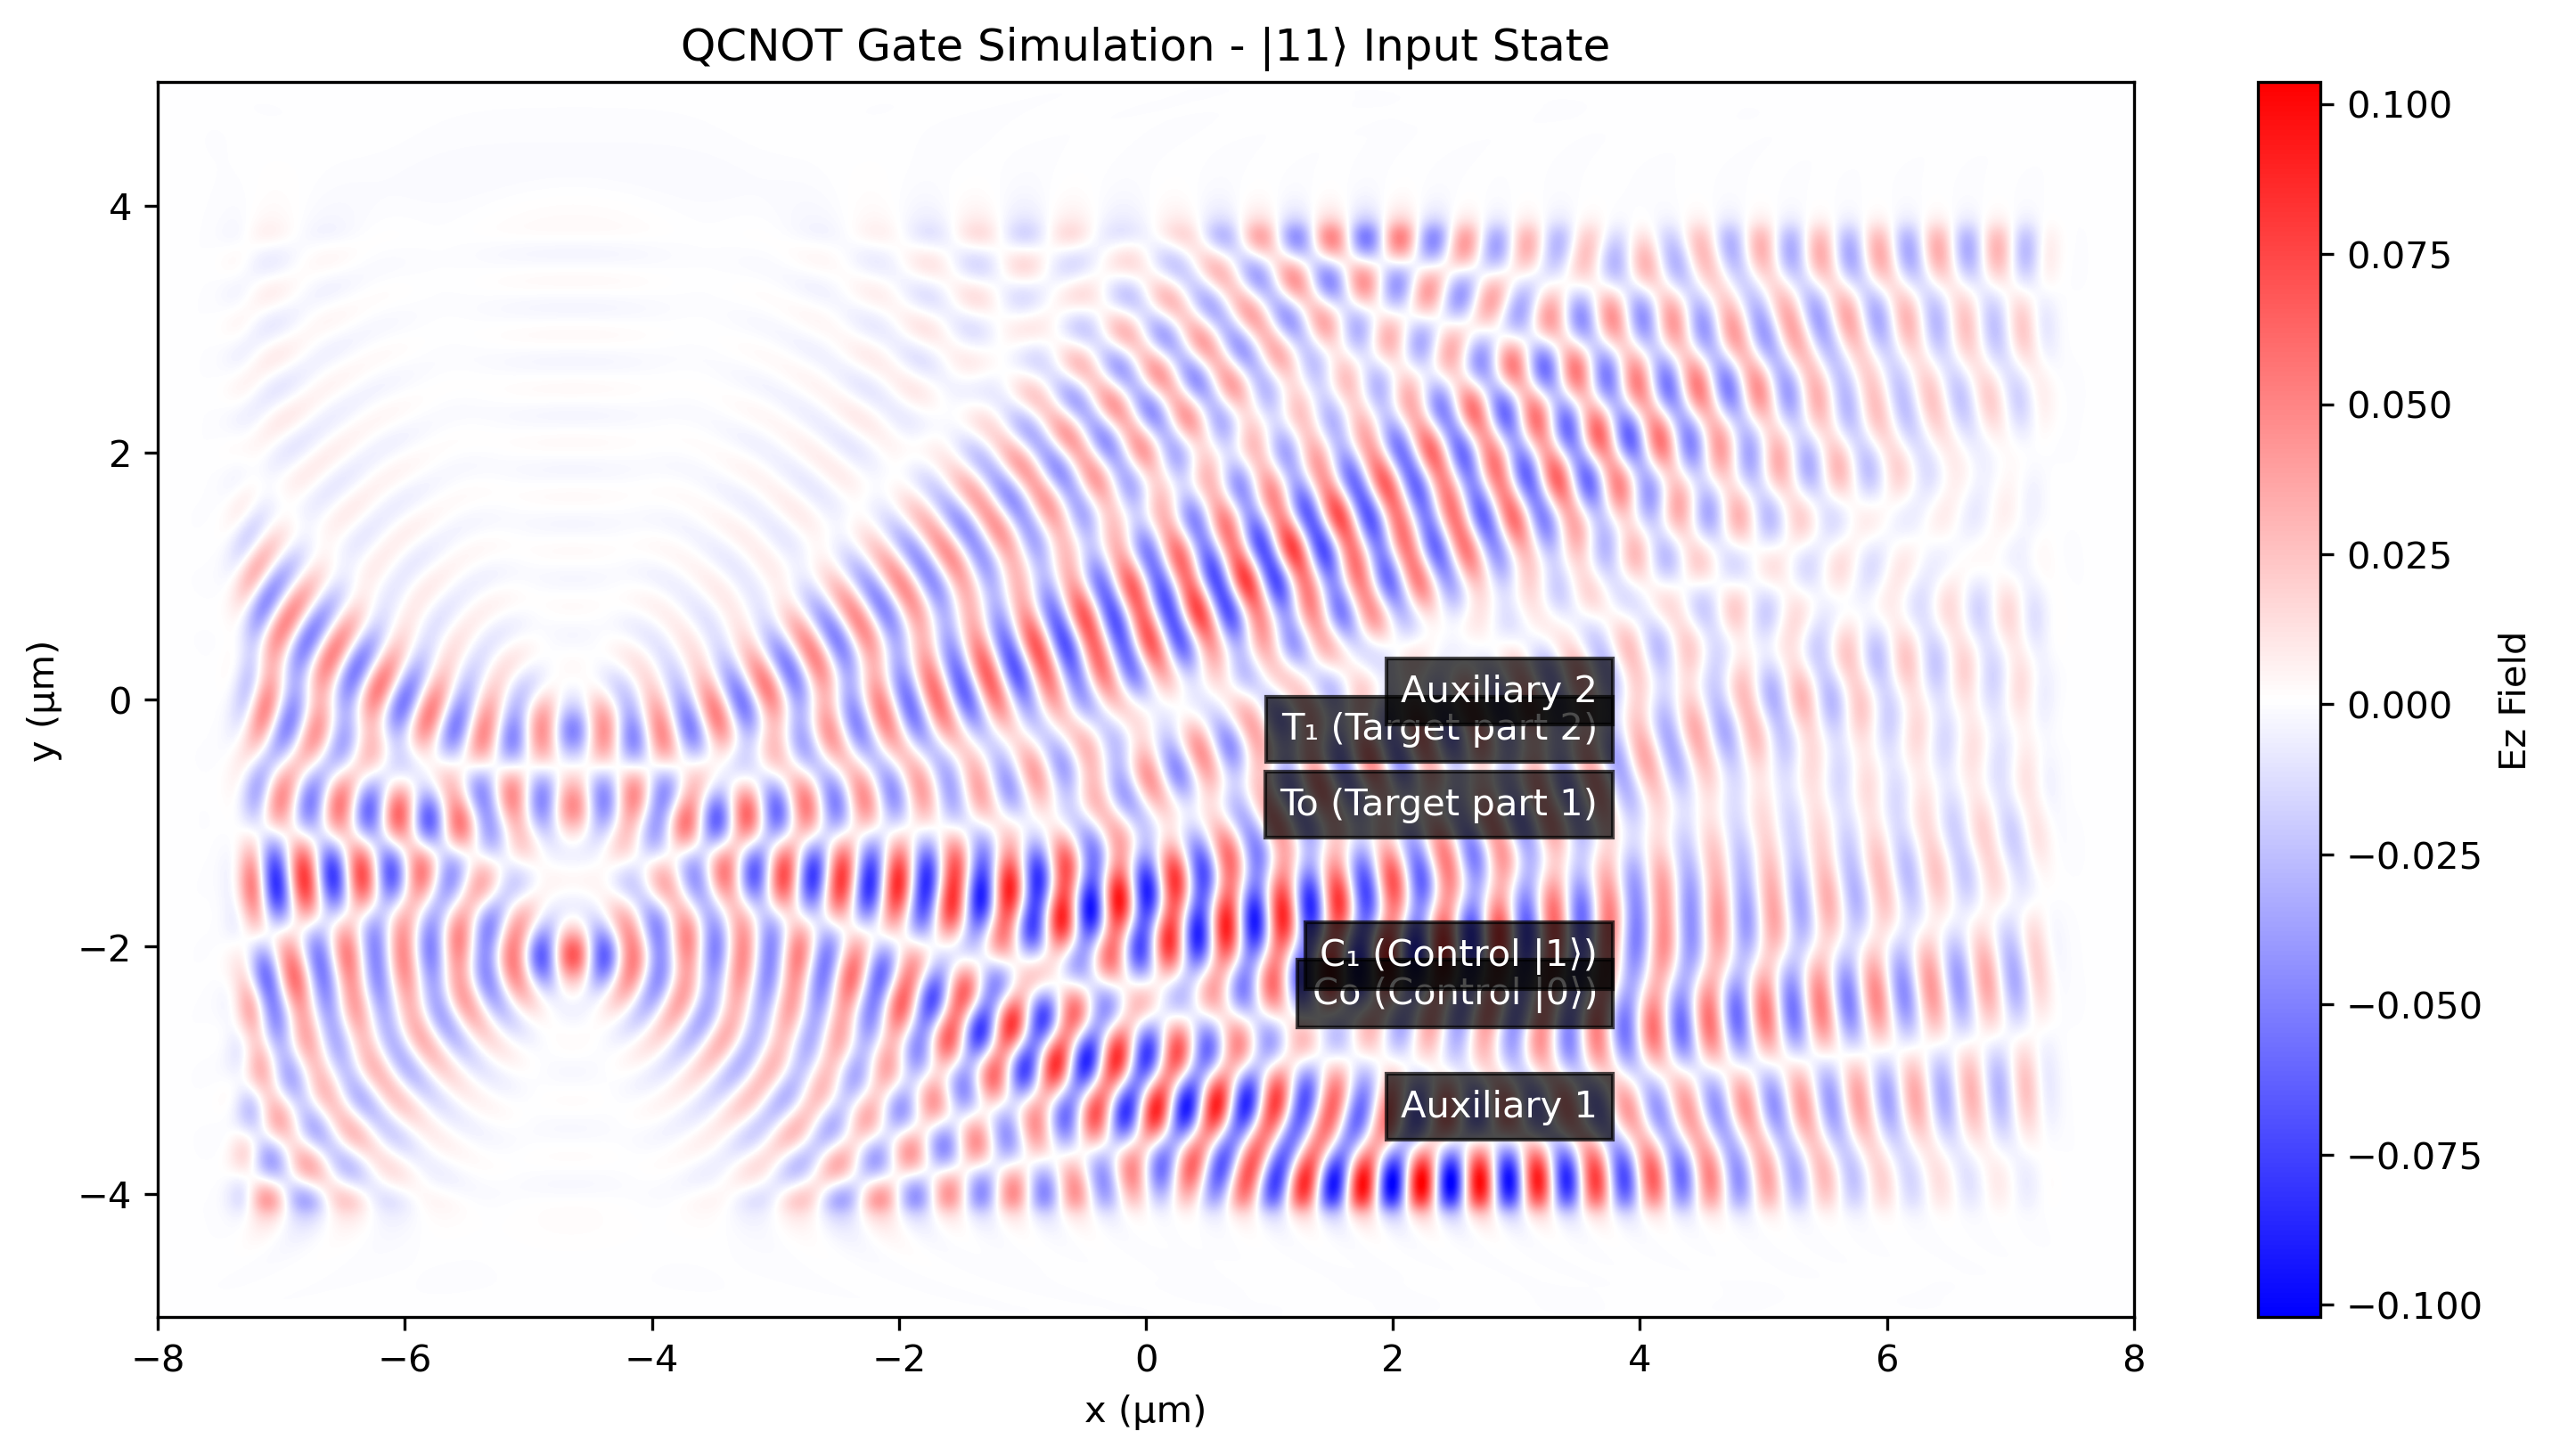 QCNOT Gate Simulation - |11⟩ Input State
4
2
0
−2
−4
y (μm)
Auxiliary 2
T₁ (Target part 2)
To (Target part 1)
C₁ (Control |1⟩)
Co (Control |0⟩)
Auxiliary 1
−8
−6
−4
−2
0
2
4
6
8
x (μm)
0.100
0.075
0.050
0.025
0.000
−0.025
−0.050
−0.075
−0.100
Ez Field